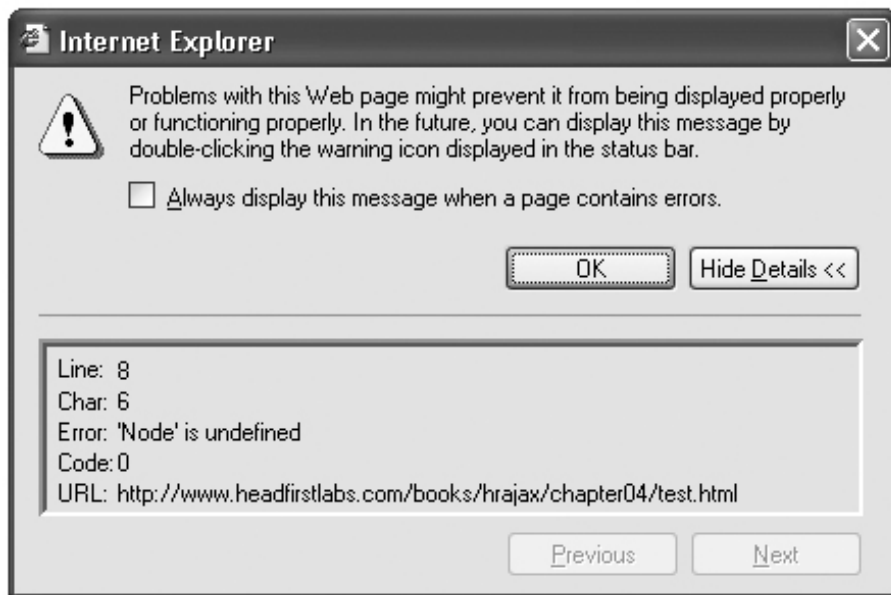 Internet Explorer
Problems with this Web page might prevent it from being displayed properly
or functioning properly. In the future, you can display this message by
double-clicking the warning icon displayed in the status bar.
Always display this message when a page contains errors.
OK
Hide Details <<
Line: 8
Char: 6
Error: 'Node' is undefined
Code: 0
URL: http://www.headfirstlabs.com/books/hrajax/chapter04/test.html
Previous
Next